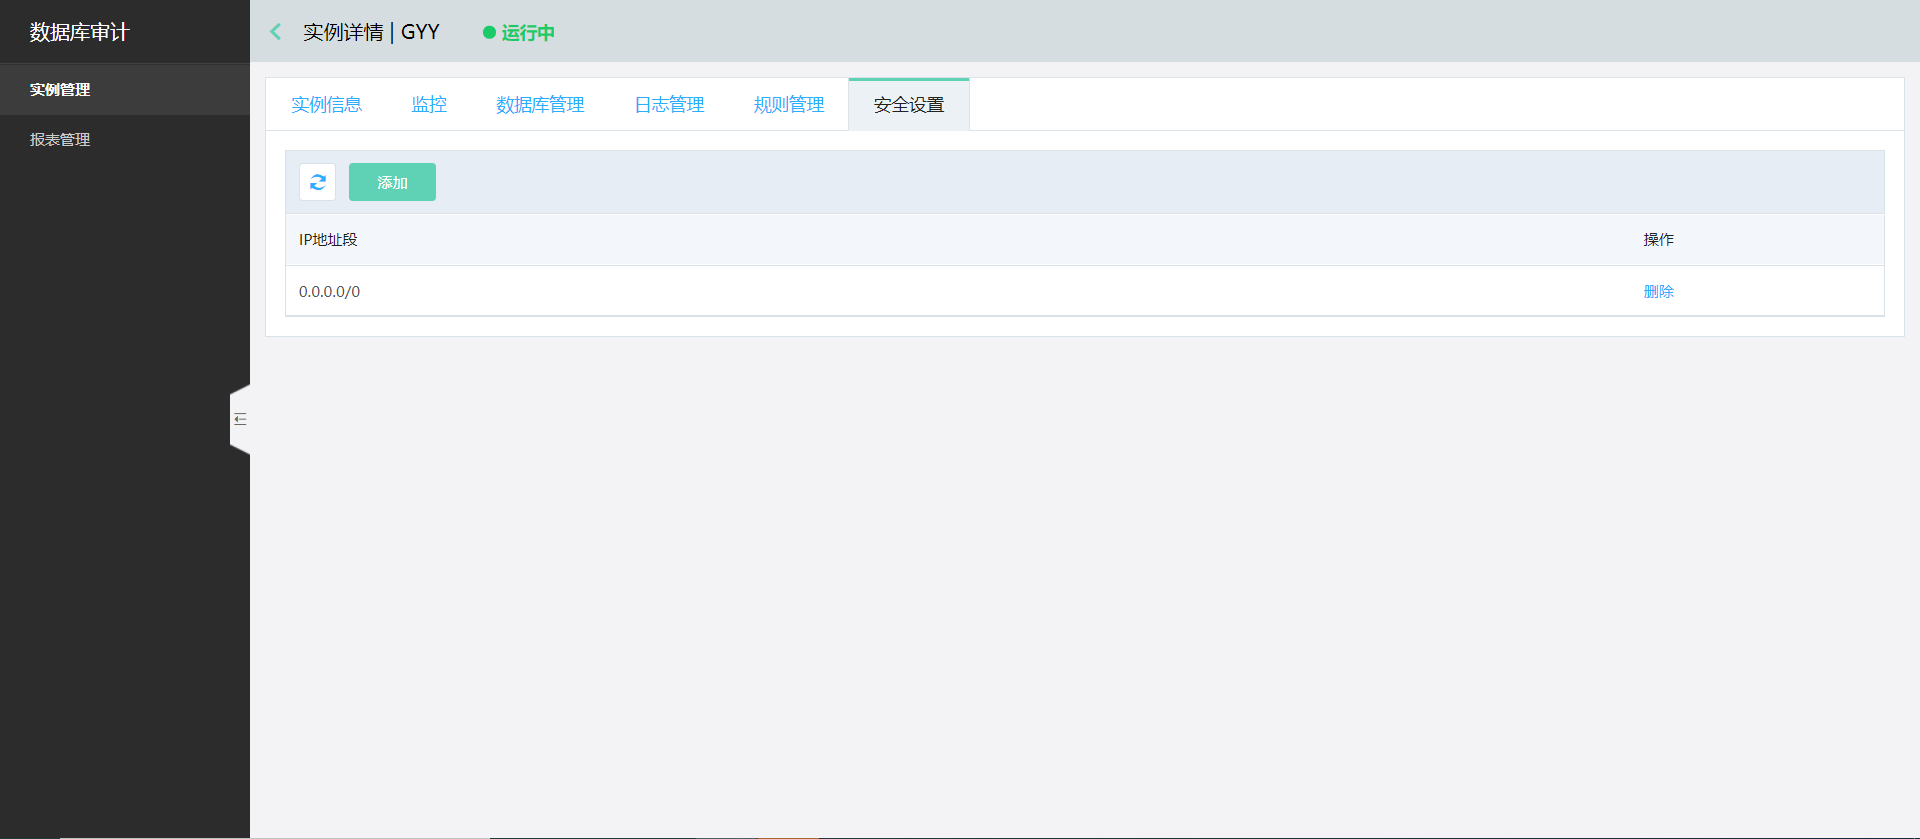 数据库审计
实例管理
报表管理
实例详情 | GYY
运行中
实例信息
监控
数据库管理
日志管理
规则管理
安全设置
添加
IP地址段
操作
0.0.0.0/0
删除